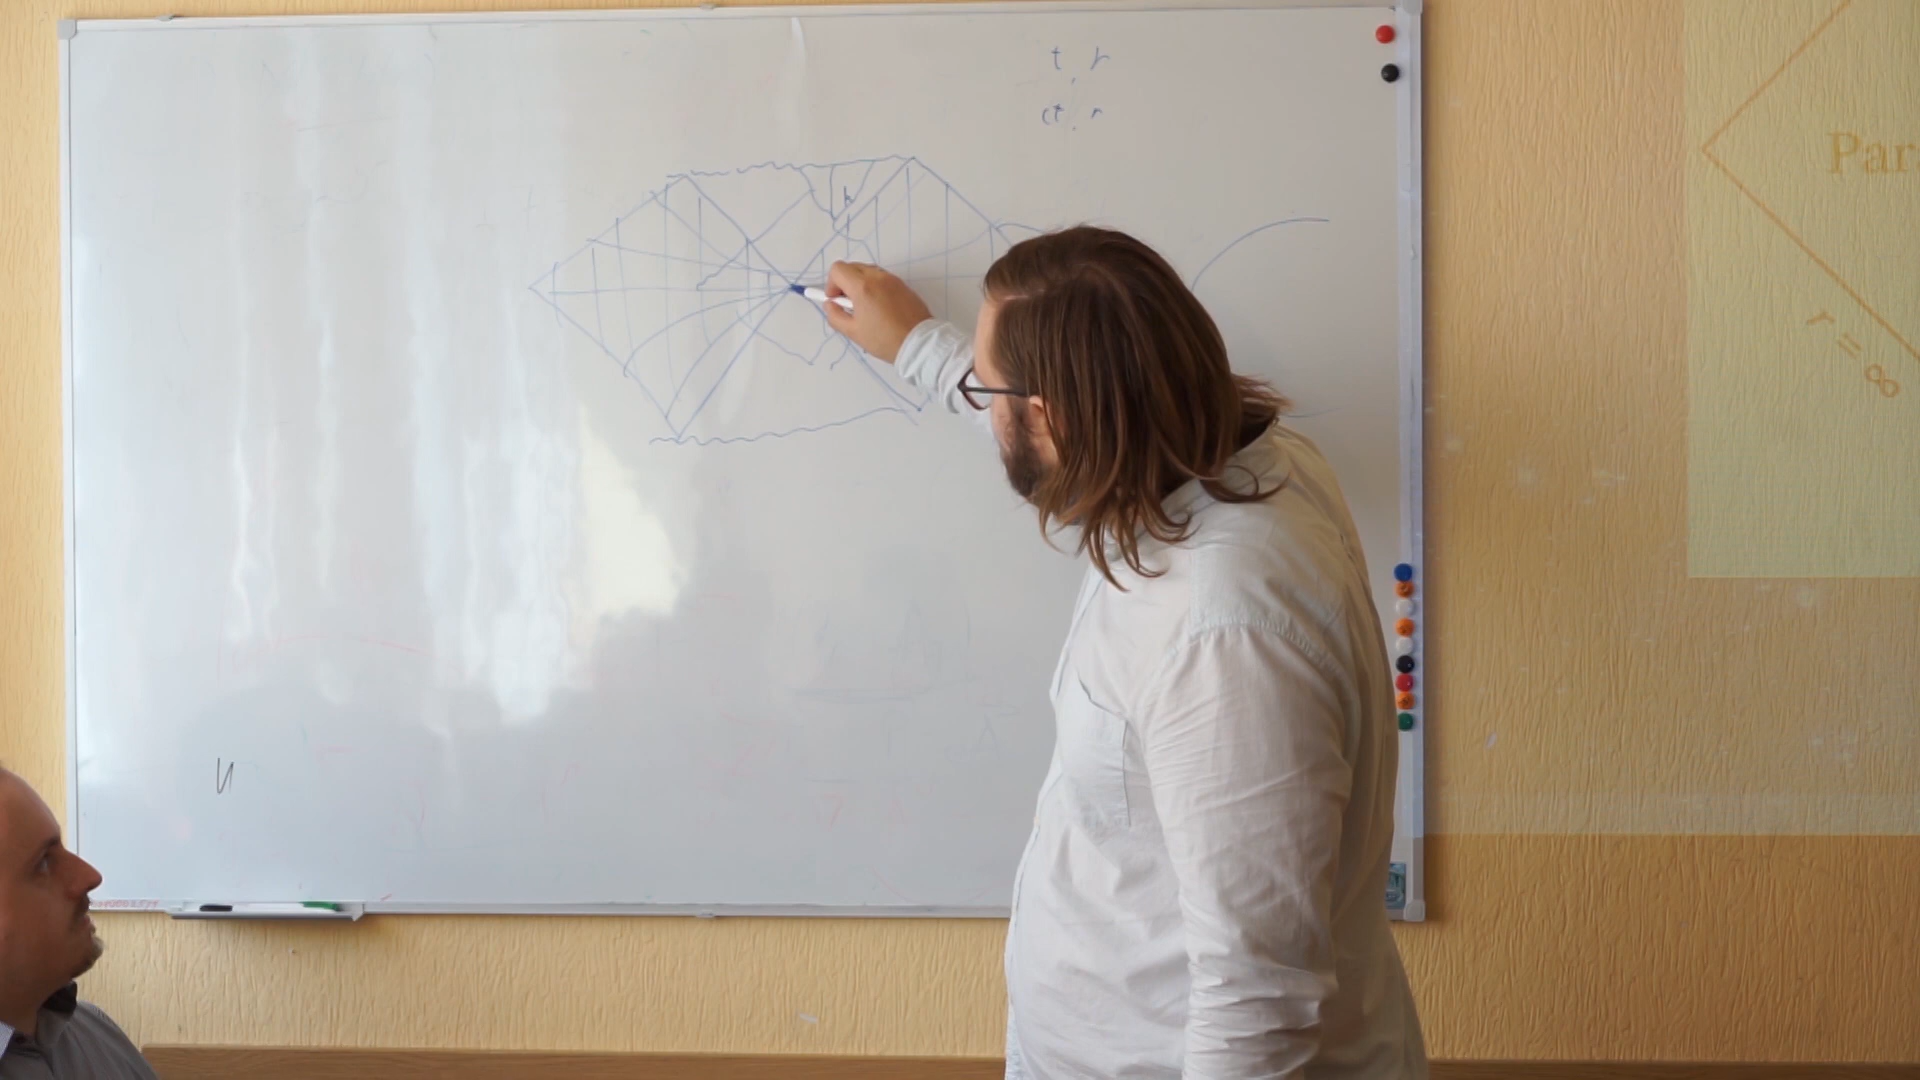 t, r
ct, r
Par
r = ∞
И